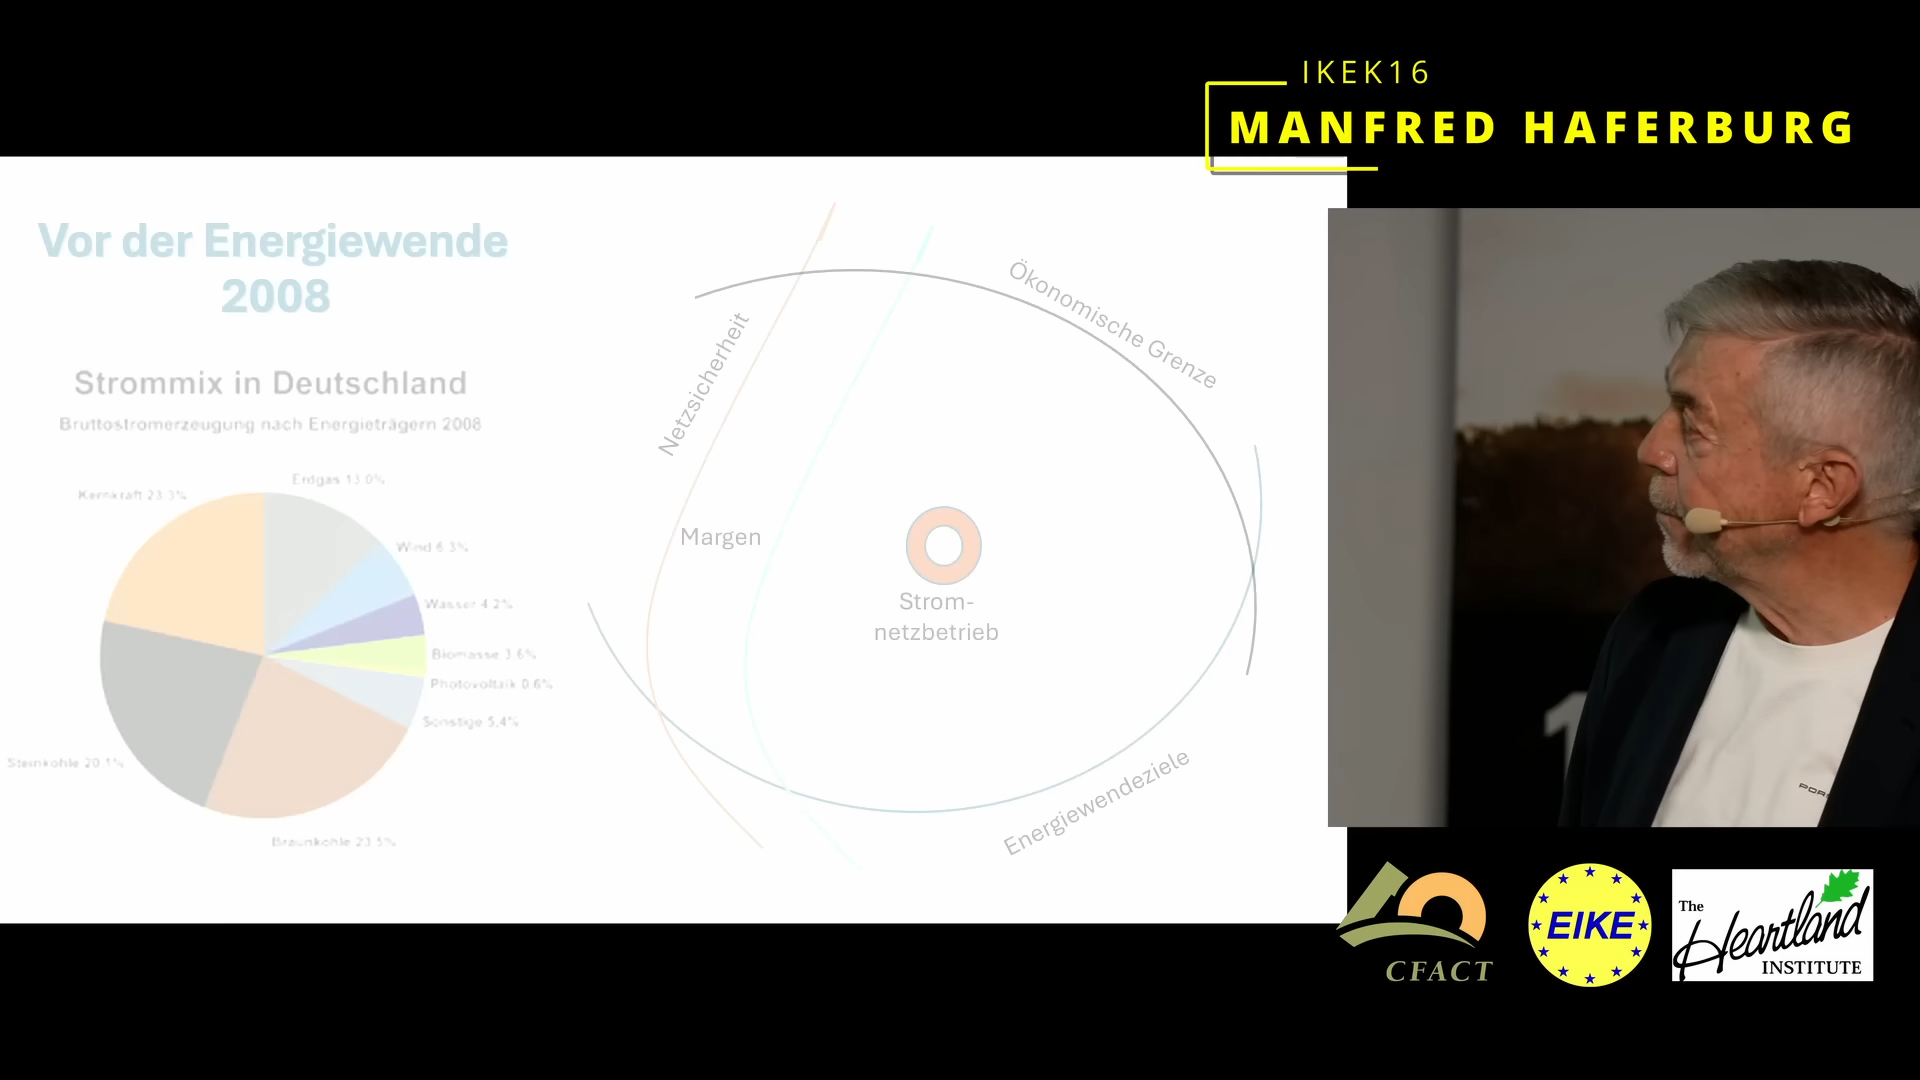 IKEK16
MANFRED HAFERBURG
Vor der Energiewende
2008
Strommix in Deutschland
Bruttostromerzeugung nach Energieträgern 2008
Erdgas 13.0%
Kernkraft 23.3%
Wind 6.3%
Wasser 4.2%
Biomasse 3.6%
Photovoltaik 0.6%
Sonstige 5,4%
Steinkohle 20.1%
Braunkohle 23.5%
Netzsicherheit
Ökonomische Grenze
Margen
Strom-
netzbetrieb
Energiewendeziele
CFACT
EIKE
The
Heartland
INSTITUTE